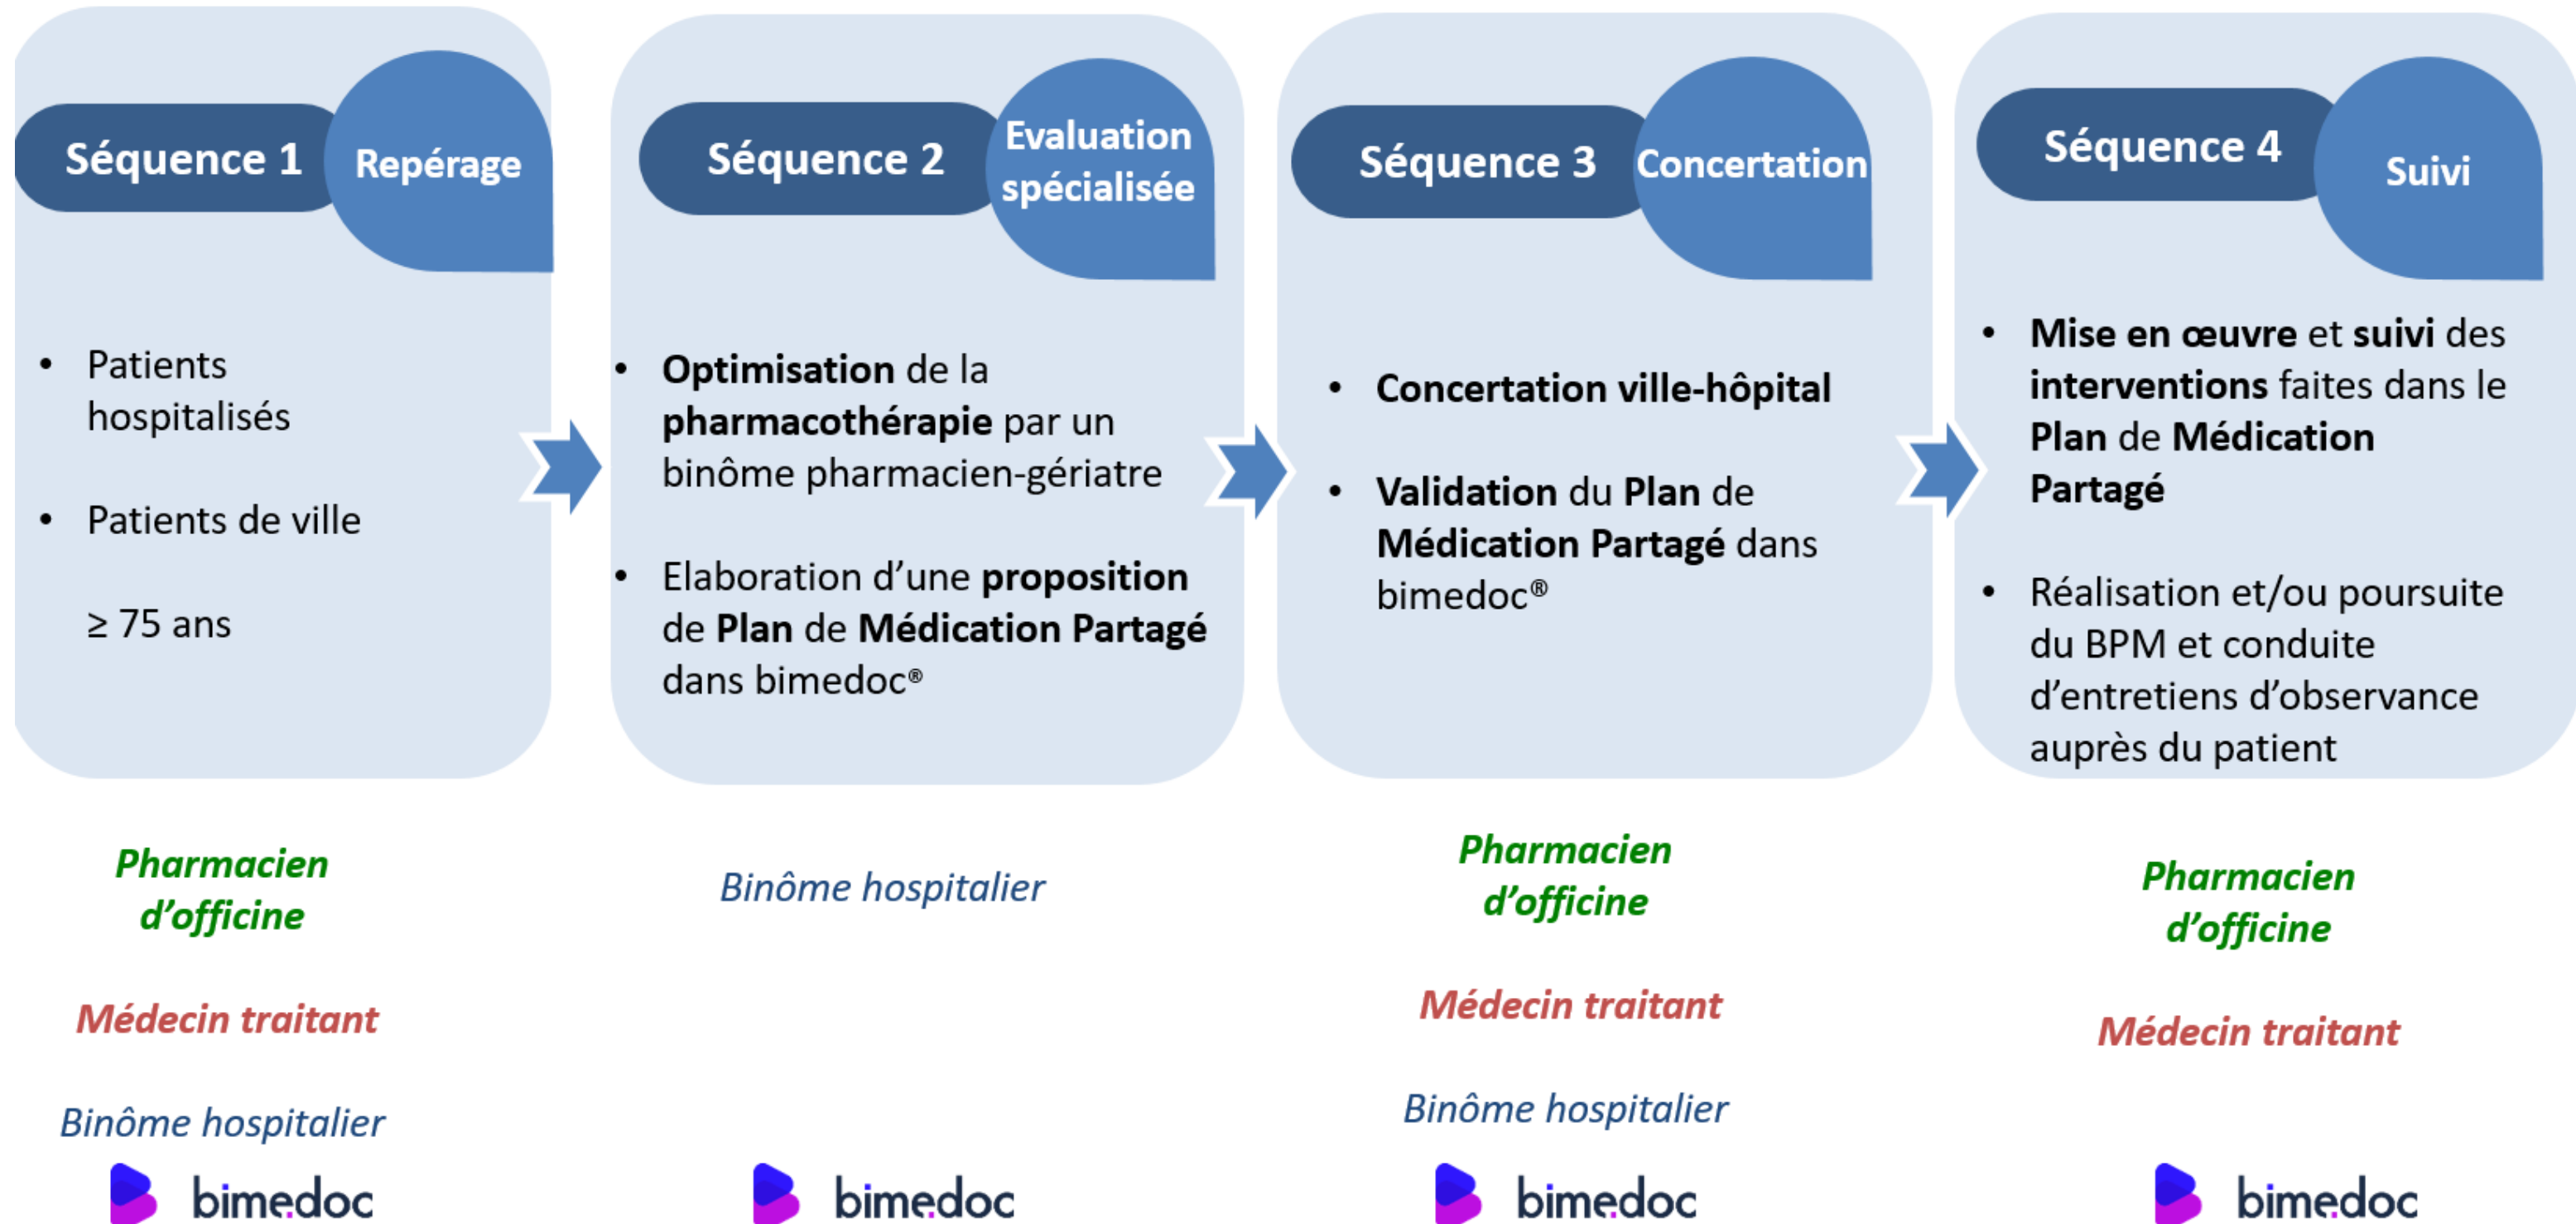 Séquence 1
Repérage
• Patients
hospitalisés
• Patients de ville
≥ 75 ans
Pharmacien
d’officine
Médecin traitant
Binôme hospitalier
bimedoc
Séquence 2
Evaluation
spécialisée
• Optimisation de la
pharmacothérapie par un
binôme pharmacien-gériatre
• Elaboration d’une proposition
de Plan de Médication Partagé
dans bimedoc®
Binôme hospitalier
bimedoc
Séquence 3
Concertation
• Concertation ville-hôpital
• Validation du Plan de
Médication Partagé dans
bimedoc®
Pharmacien
d’officine
Médecin traitant
Binôme hospitalier
bimedoc
Séquence 4
Suivi
• Mise en œuvre et suivi des
interventions faites dans le
Plan de Médication
Partagé
• Réalisation et/ou poursuite
du BPM et conduite
d’entretiens d’observance
auprès du patient
Pharmacien
d’officine
Médecin traitant
bimedoc